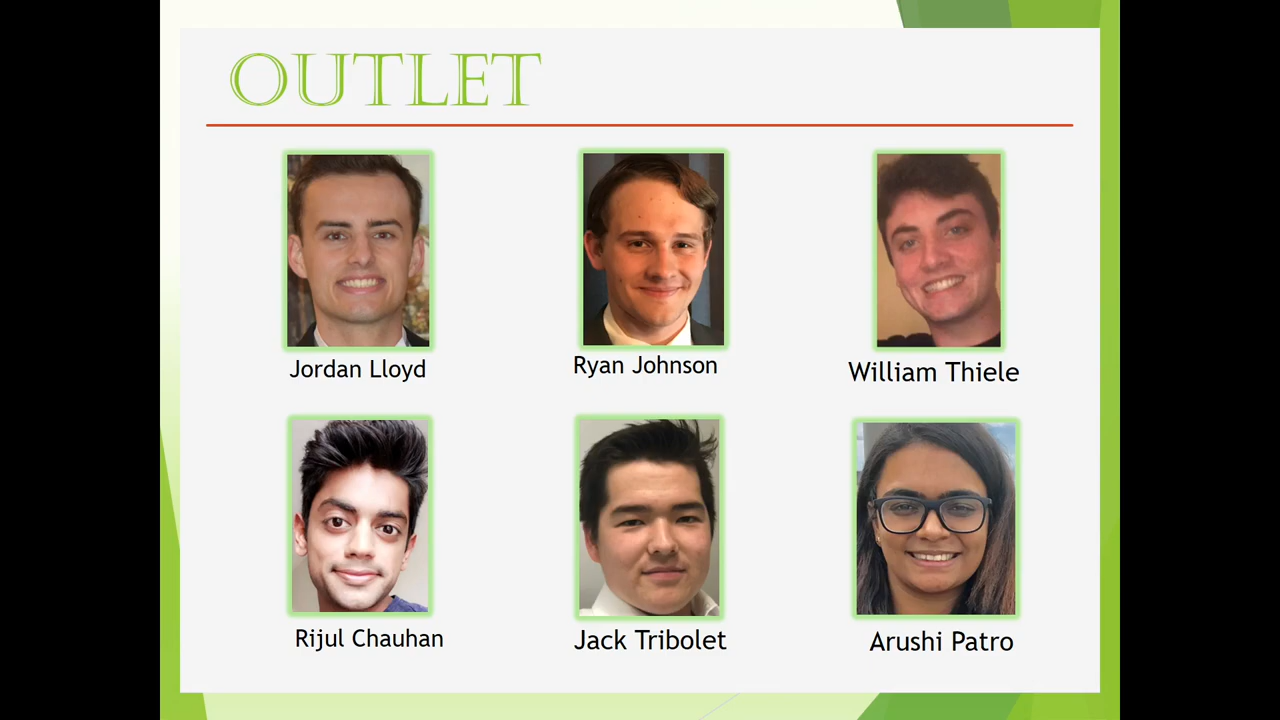 OUTLET
Jordan Lloyd
Ryan Johnson
William Thiele
Rijul Chauhan
Jack Tribolet
Arushi Patro